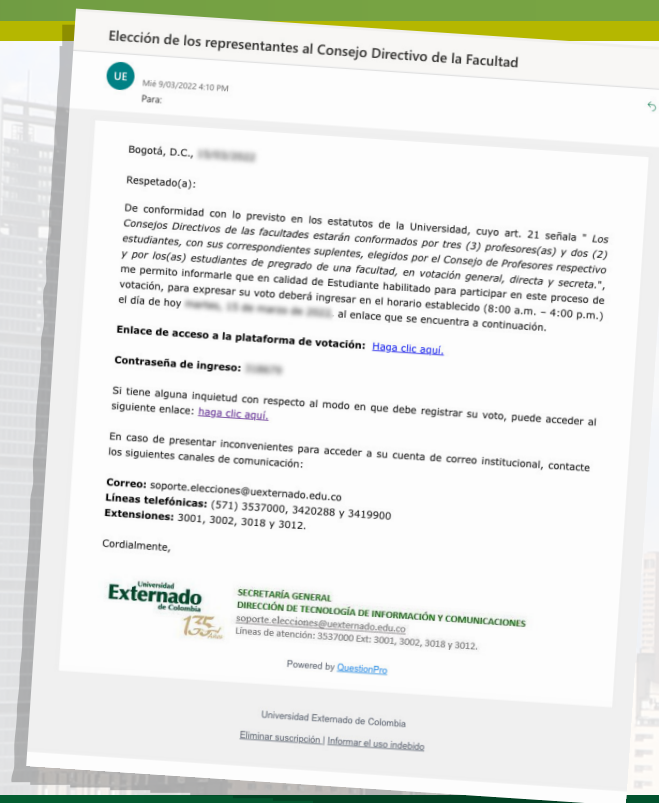 Elección de los representantes al Consejo Directivo de la Facultad
UE
Mié 9/03/2022 4:10 PM
Para:
Bogotá, D.C.,
Respetado(a):
De conformidad con lo previsto en los estatutos de la Universidad, cuyo art. 21 señala " Los
Consejos Directivos de las facultades estarán conformados por tres (3) profesores(as) y dos (2)
estudiantes, con sus correspondientes suplentes, elegidos por el Consejo de Profesores respectivo
y por los(as) estudiantes de pregrado de una facultad, en votación general, directa y secreta.",
me permito informarle que en calidad de Estudiante habilitado para participar en este proceso de
votación, para expresar su voto deberá ingresar en el horario establecido (8:00 a.m. – 4:00 p.m.)
el día de hoy martes, 15 de marzo de 2022, al enlace que se encuentra a continuación.
Enlace de acceso a la plataforma de votación: Haga clic aquí.
Contraseña de ingreso:
Si tiene alguna inquietud con respecto al modo en que debe registrar su voto, puede acceder al
siguiente enlace: haga clic aquí.
En caso de presentar inconvenientes para acceder a su cuenta de correo institucional, contacte
los siguientes canales de comunicación:
Correo: soporte.elecciones@uexternado.edu.co
Líneas telefónicas: (571) 3537000, 3420288 y 3419900
Extensiones: 3001, 3002, 3018 y 3012.
Cordialmente,
Universidad
Externado
de Colombia
135 Años
SECRETARÍA GENERAL
DIRECCIÓN DE TECNOLOGÍA DE INFORMACIÓN Y COMUNICACIONES
soporte.elecciones@uexternado.edu.co
Líneas de atención: 3537000 Ext: 3001, 3002, 3018 y 3012.
Powered by QuestionPro
Universidad Externado de Colombia
Eliminar suscripción | Informar el uso indebido